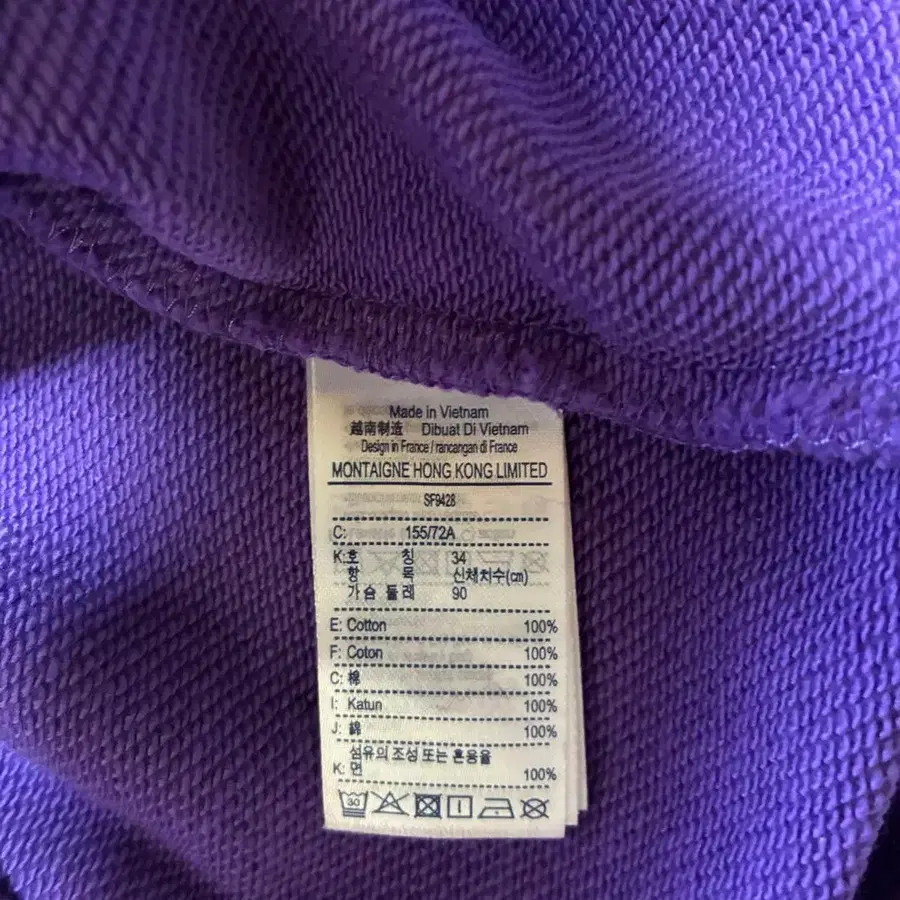 Made in Vietnam
越南制造 Dibuat Di Vietnam
Design in France / rancangan di France
MONTAIGNE HONG KONG LIMITED
SF9428
C: 155/72A
K:호 칭 34
항 목 신체치수(cm)
가슴 둘레 90
E: Cotton 100%
F: Coton 100%
C: 棉 100%
I: Katun 100%
J: 綿 100%
섬유의 조성 또는 혼용율
K: 면 100%
30